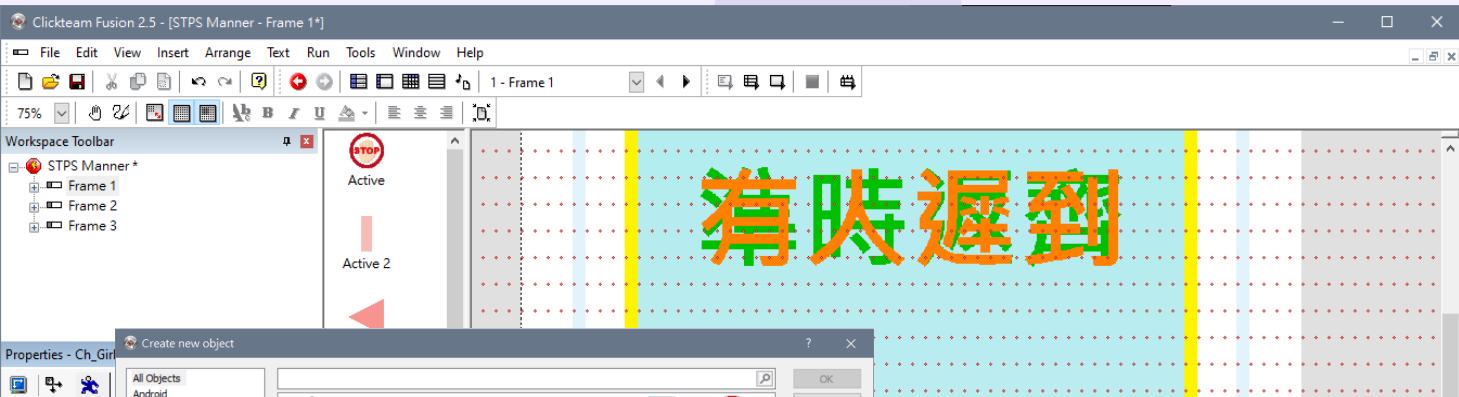 Clickteam Fusion 2.5 - [STPS Manner - Frame 1*]
File Edit View Insert Arrange Text Run Tools Window Help
1 - Frame 1
75%
Workspace Toolbar
STPS Manner *
Frame 1
Frame 2
Frame 3
STOP
Active
Active 2
有人遲到
Create new object
Properties - Ch_Girl
All Objects
Android
OK